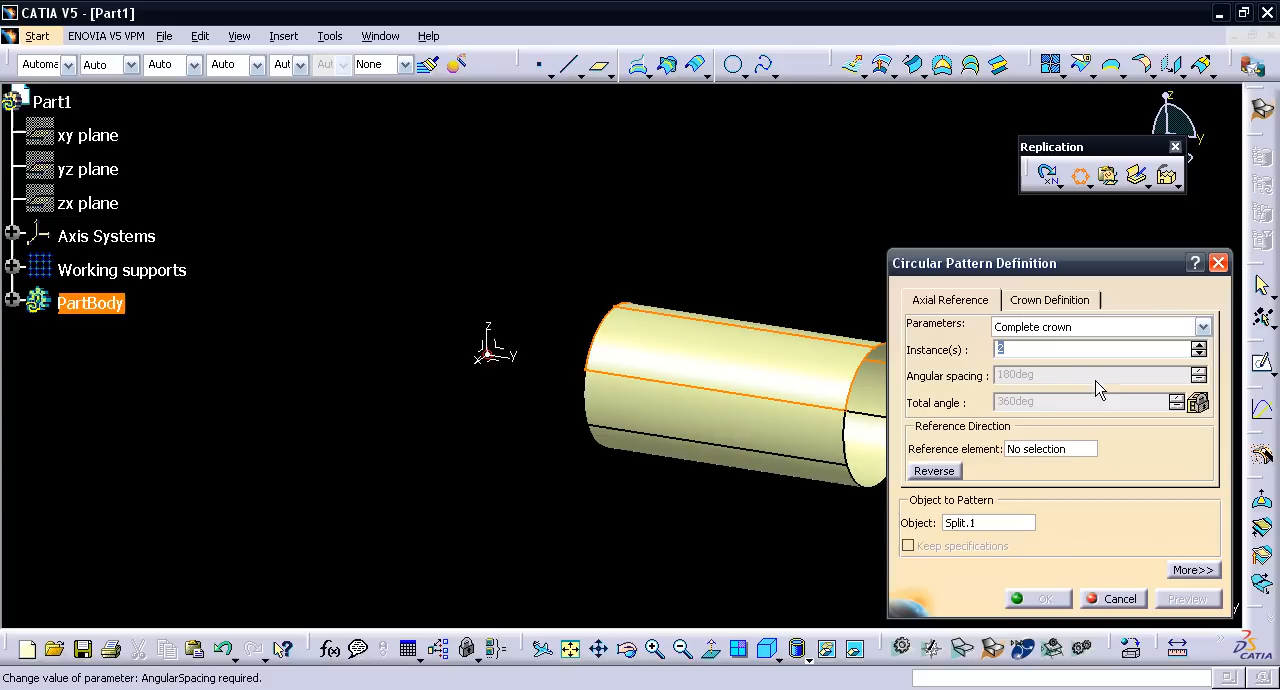 CATIA V5 - [Part1]
Start ENOVIA V5 VPM File Edit View Insert Tools Window Help
Automa Auto Auto Auto Aut Aut None
Part1
xy plane
yz plane
zx plane
Axis Systems
Working supports
PartBody
z
y
Replication
z
y
x
Circular Pattern Definition
Axial Reference Crown Definition
Parameters: Complete crown
Instance(s) : 2
Angular spacing : 180deg
Total angle : 360deg
Reference Direction
Reference element: No selection
Reverse
Object to Pattern
Object: Split.1
Keep specifications
More>>
OK Cancel Preview
f(x)
CATIA
Change value of parameter: AngularSpacing required.